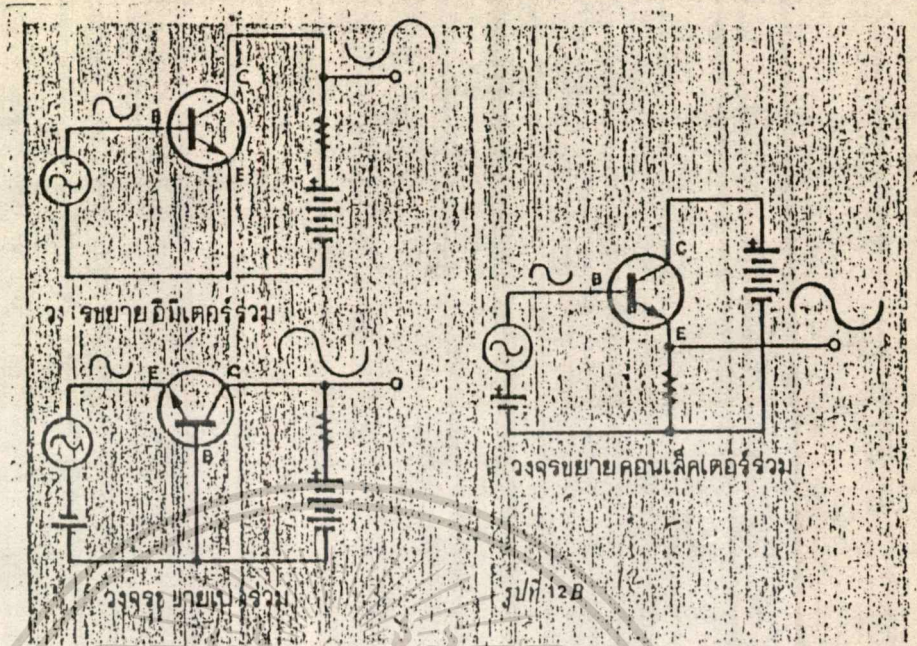 C
B
E
วงจรขยายอิมิเตอร์ร่วม
E
C
B
วงจรขยายเบสร่วม
C
B
E
วงจรขยายคอนเล็คเตอร์ร่วม
รูปที่ 12B